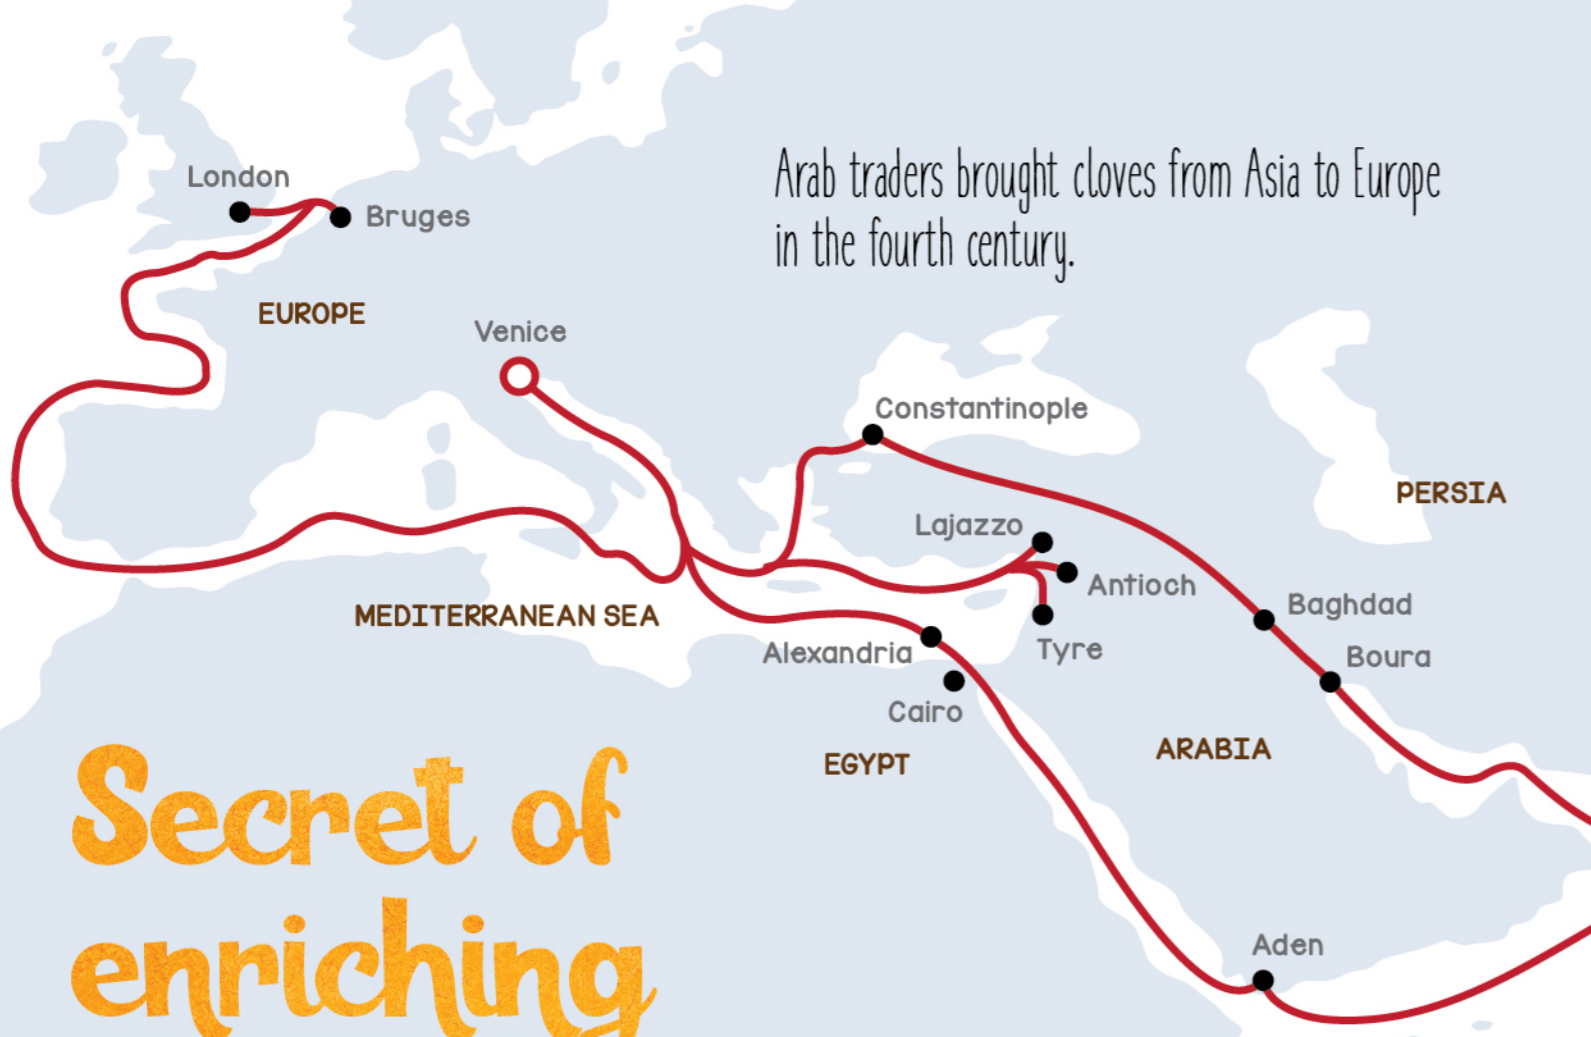 Arab traders brought cloves from Asia to Europe
in the fourth century.
London
Bruges
EUROPE
Venice
Constantinople
PERSIA
Lajazzo
Antioch
Baghdad
MEDITERRANEAN SEA
Alexandria
Tyre
Boura
Cairo
EGYPT
ARABIA
Aden
Secret of
enriching